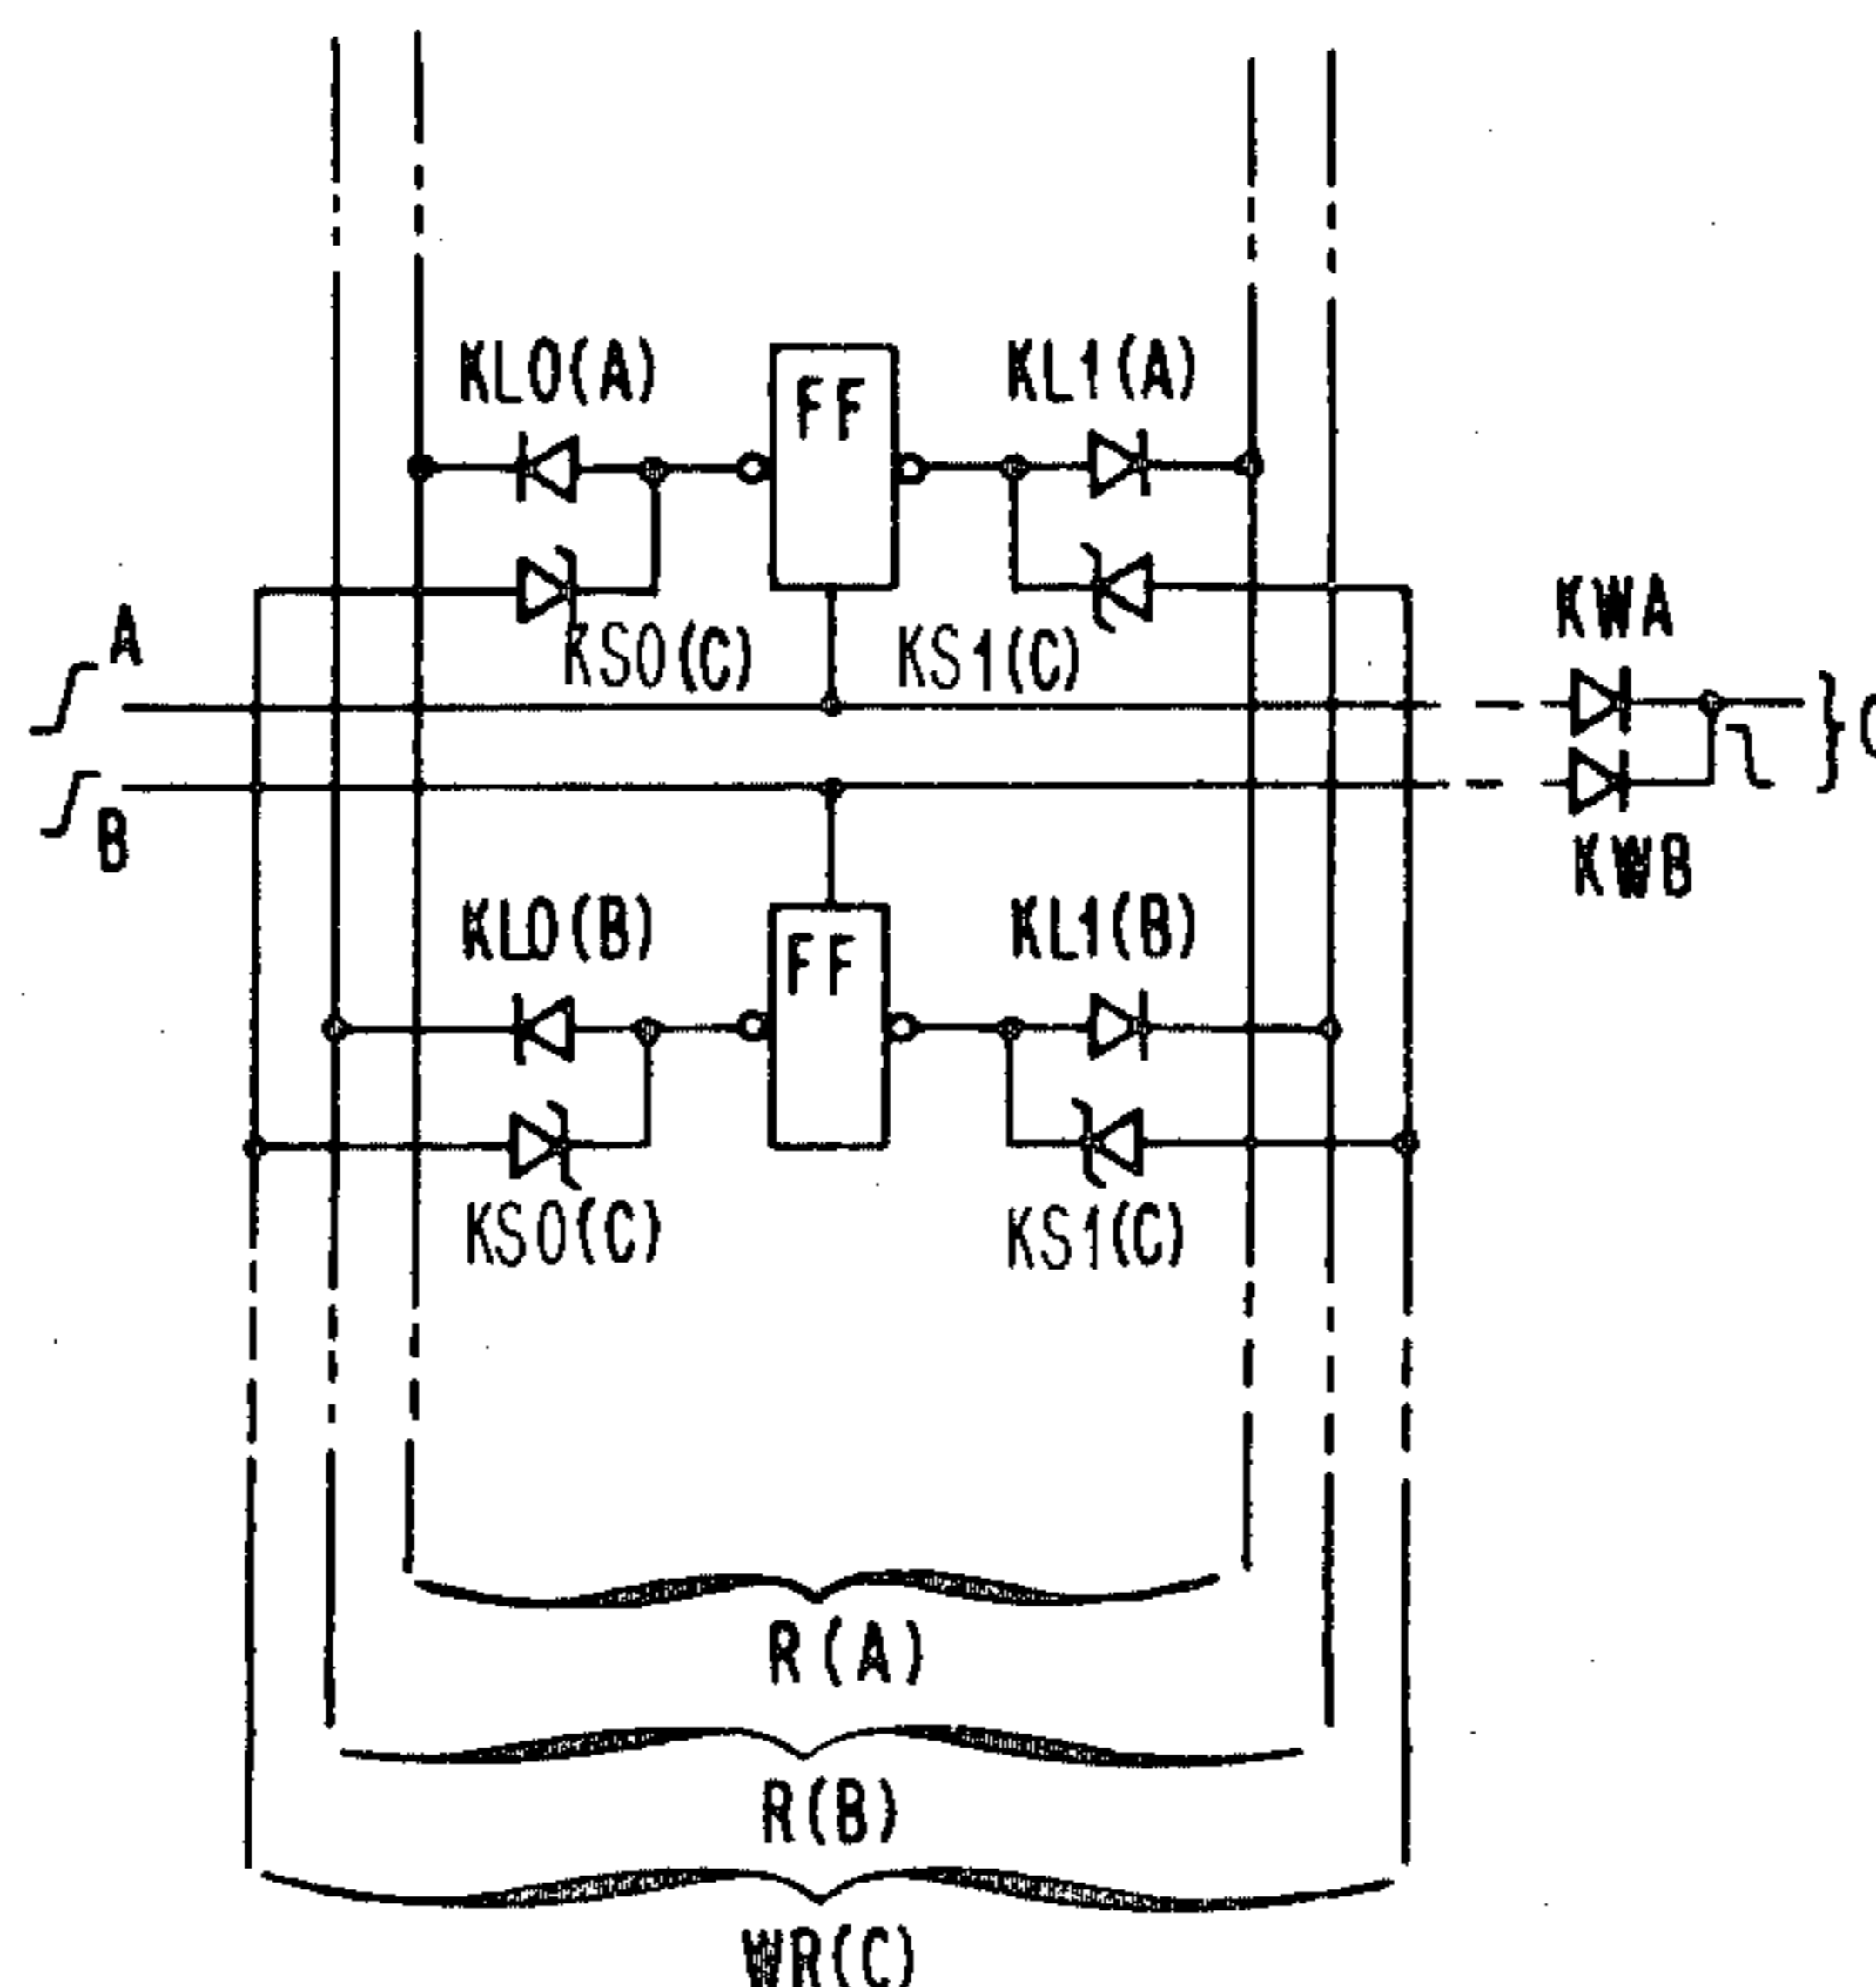 KL0(A)
FF
KL1(A)
KS0(C)
KS1(C)
A
KWA
C
B
KWB
KL0(B)
FF
KL1(B)
KS0(C)
KS1(C)
R(A)
R(B)
WR(C)